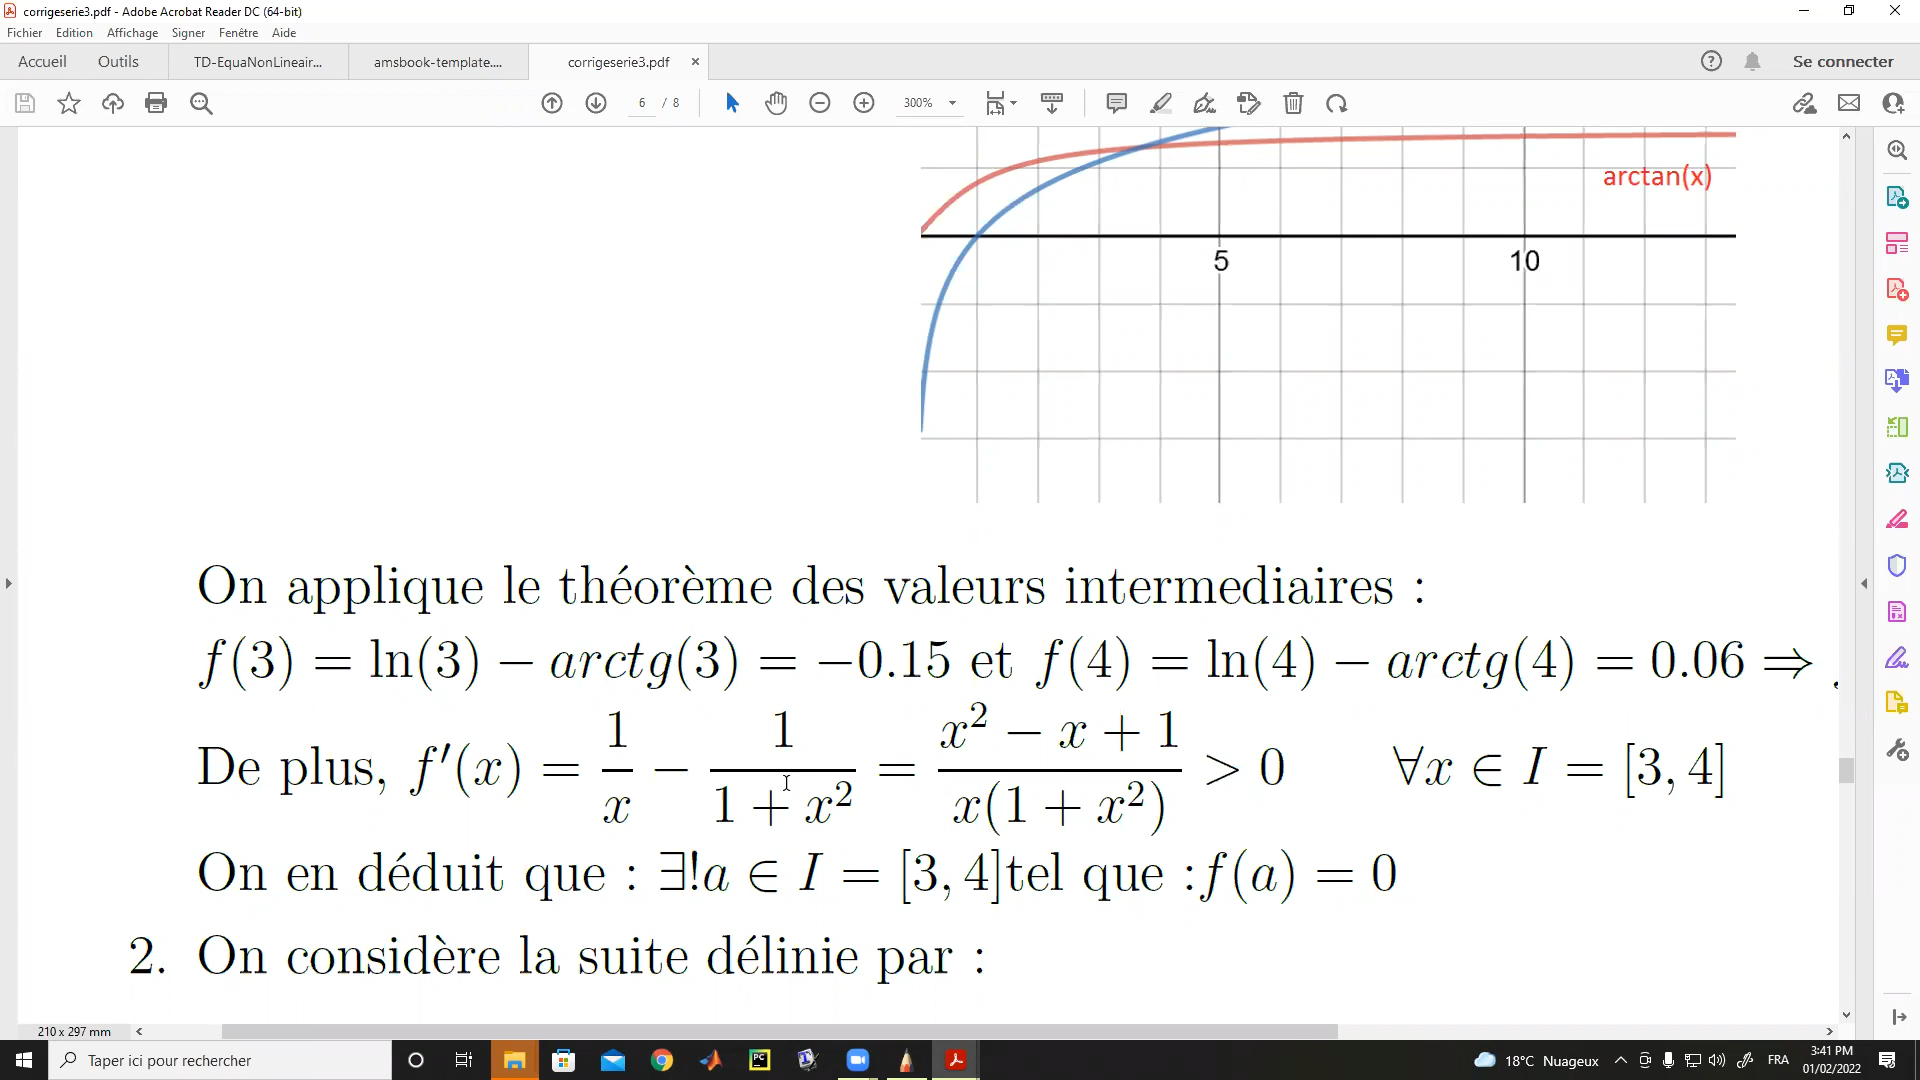 corrigeserie3.pdf - Adobe Acrobat Reader DC (64-bit)
Fichier Edition Affichage Signer Fenêtre Aide
Accueil Outils TD-EquaNonLineair... amsbook-template.... corrigeserie3.pdf × Se connecter
6 / 8 300%
arctan(x)
5 10
On applique le théorème des valeurs intermediaires :
f(3) = ln(3) − arctg(3) = −0.15 et f(4) = ln(4) − arctg(4) = 0.06 ⇒
De plus, f′(x) = 1/x − 1/(1 + x²) = (x² − x + 1)/(x(1 + x²)) > 0 ∀x ∈ I = [3, 4]
On en déduit que : ∃!a ∈ I = [3, 4]tel que :f(a) = 0
2. On considère la suite délinie par :
210 x 297 mm
Taper ici pour rechercher
18°C Nuageux FRA 3:41 PM
01/02/2022